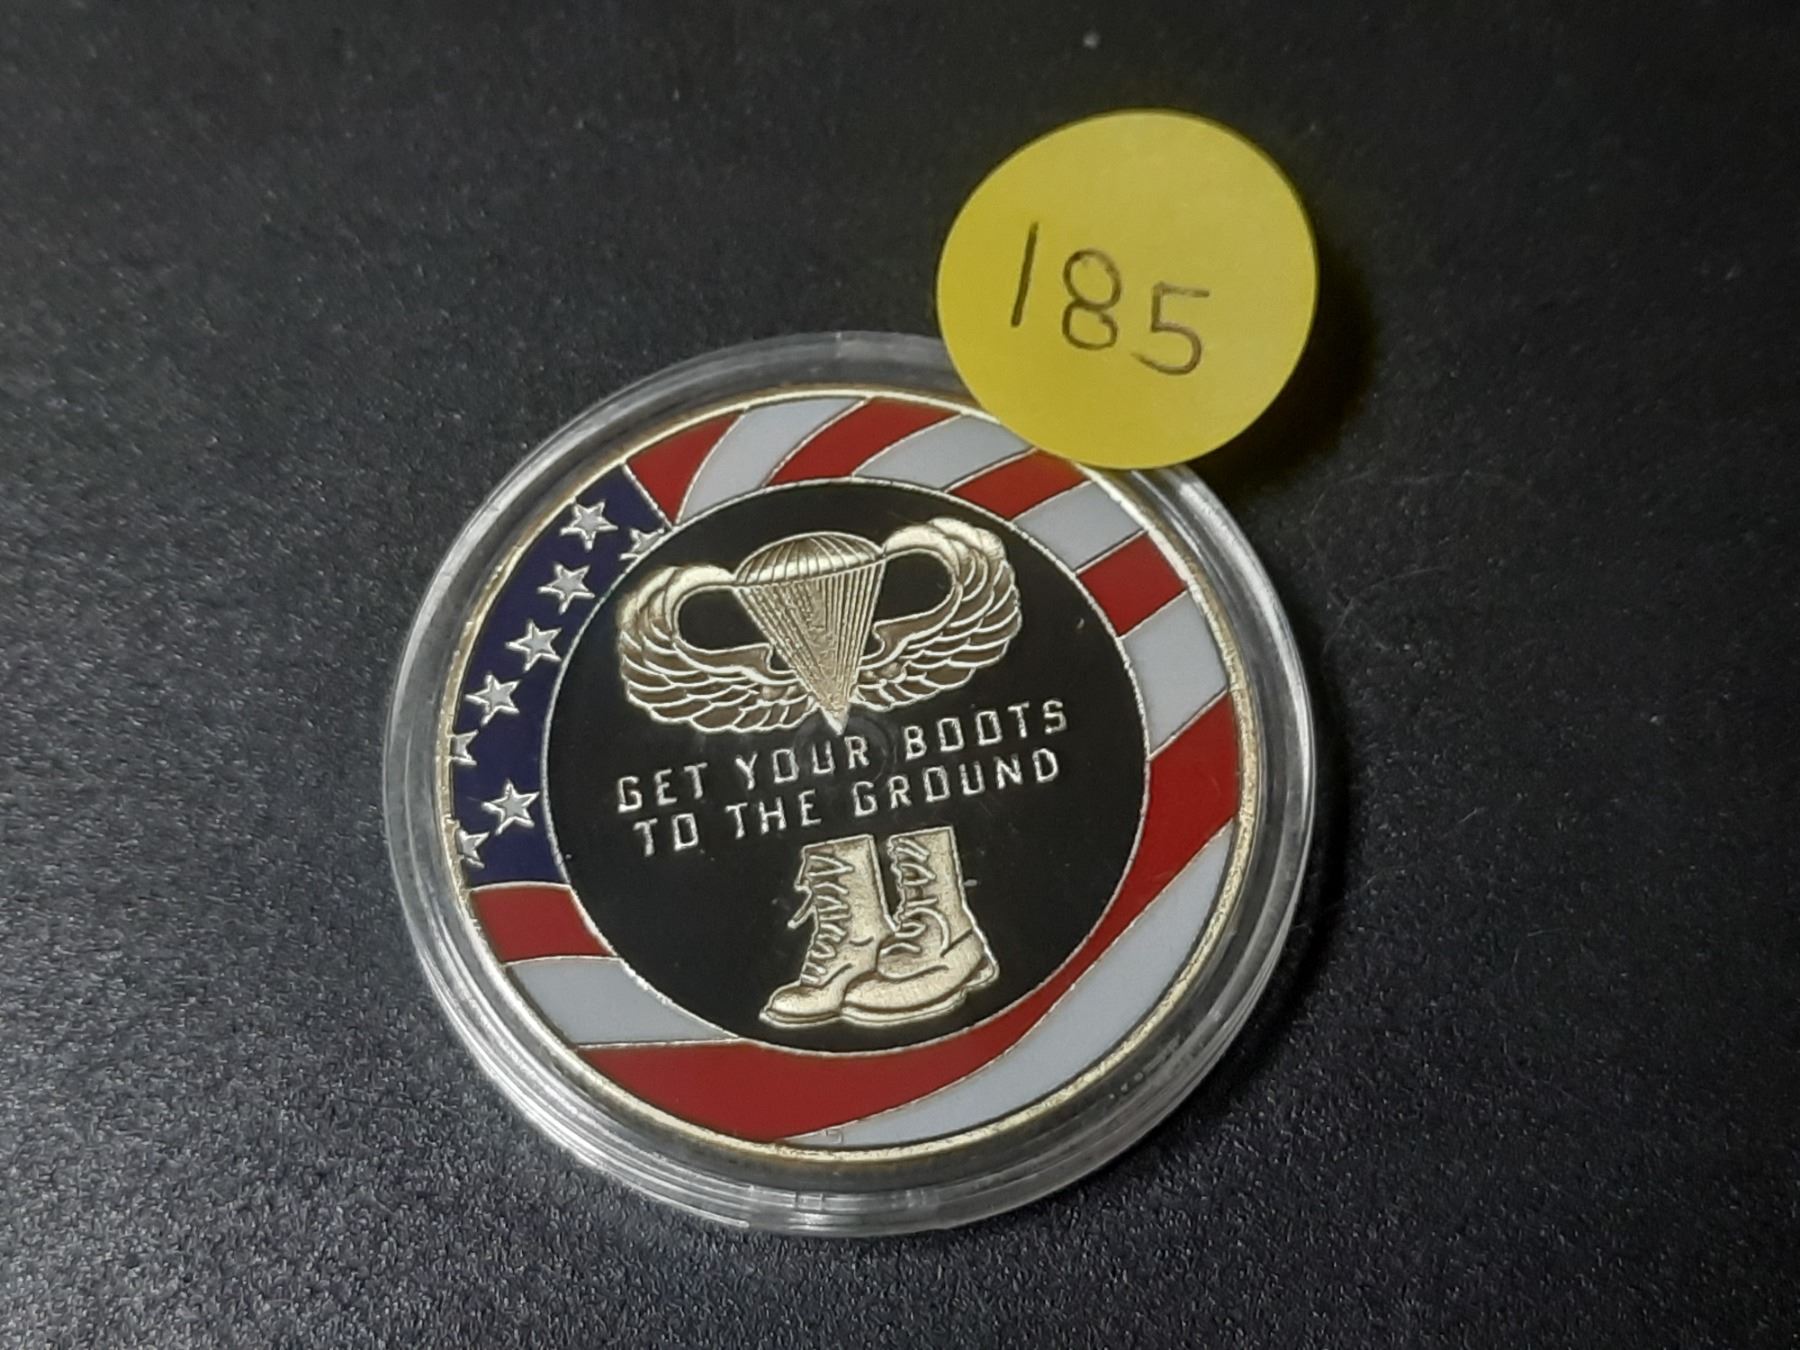 185
GET YOUR BOOTS
TO THE GROUND